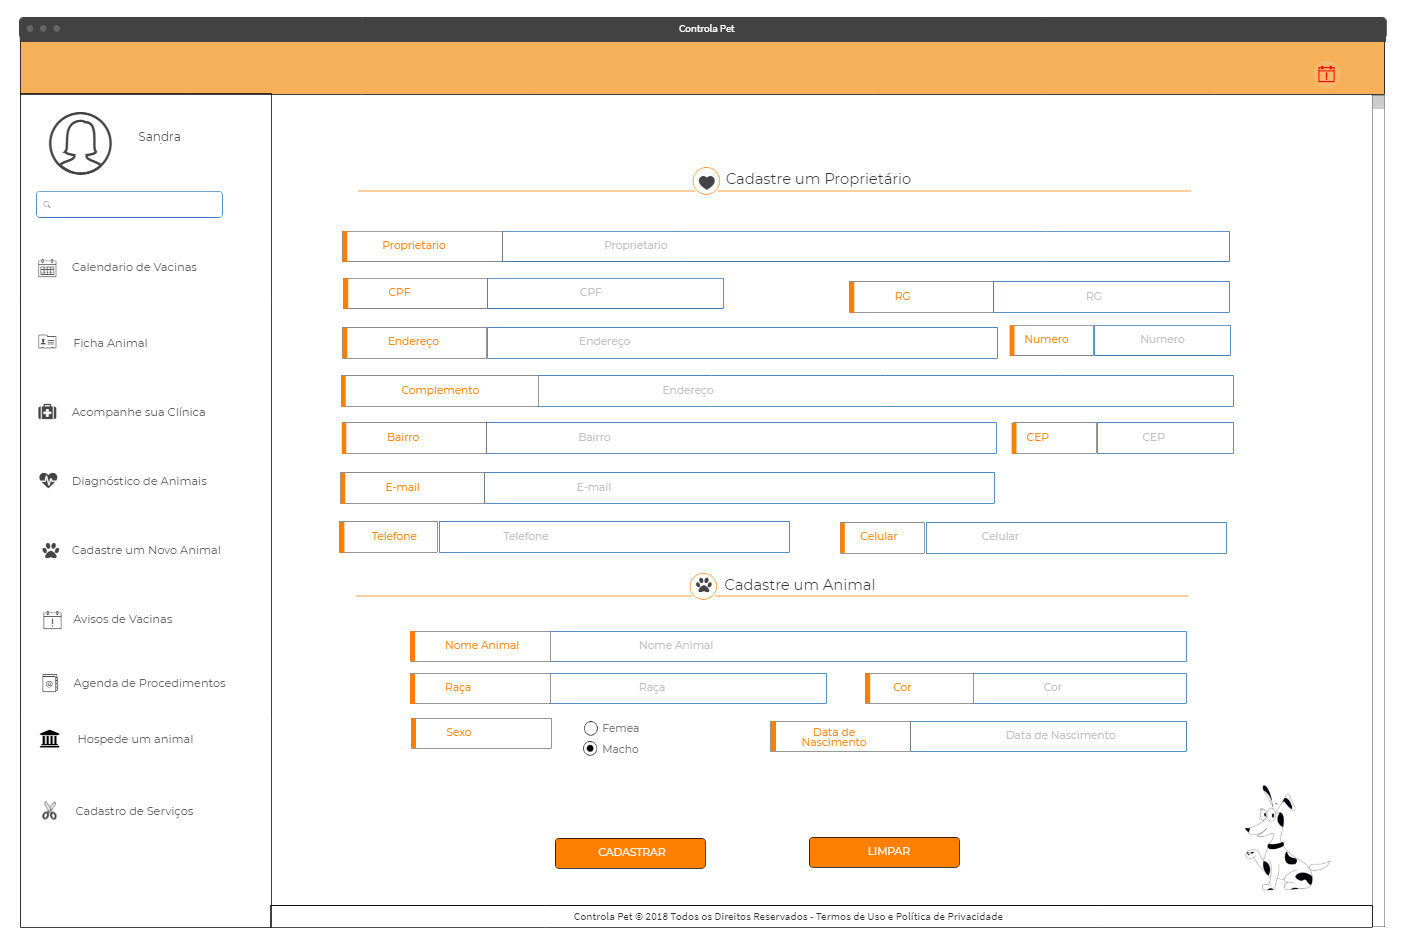 Controla Pet
Sandra
Calendario de Vacinas
Ficha Animal
Acompanhe sua Clínica
Diagnóstico de Animais
Cadastre um Novo Animal
Avisos de Vacinas
Agenda de Procedimentos
Hospede um animal
Cadastro de Serviços
Cadastre um Proprietário
Proprietario Proprietario
CPF CPF RG RG
Endereço Endereço Numero Numero
Complemento Endereço
Bairro Bairro CEP CEP
E-mail E-mail
Telefone Telefone Celular Celular
Cadastre um Animal
Nome Animal Nome Animal
Raça Raça Cor Cor
Sexo Femea
Macho
Data de
Nascimento
Data de Nascimento
CADASTRAR LIMPAR
Controla Pet © 2018 Todos os Direitos Reservados - Termos de Uso e Política de Privacidade